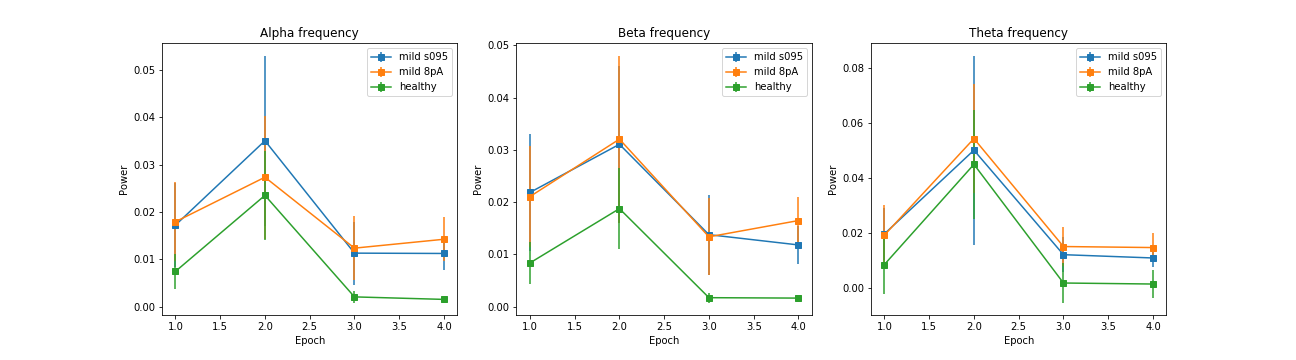 Alpha frequency
Power
0.05
0.04
0.03
0.02
0.01
0.00
mild s095
mild 8pA
healthy
1.0 1.5 2.0 2.5 3.0 3.5 4.0
Epoch
Beta frequency
Power
0.05
0.04
0.03
0.02
0.01
0.00
mild s095
mild 8pA
healthy
1.0 1.5 2.0 2.5 3.0 3.5 4.0
Epoch
Theta frequency
Power
0.08
0.06
0.04
0.02
0.00
mild s095
mild 8pA
healthy
1.0 1.5 2.0 2.5 3.0 3.5 4.0
Epoch